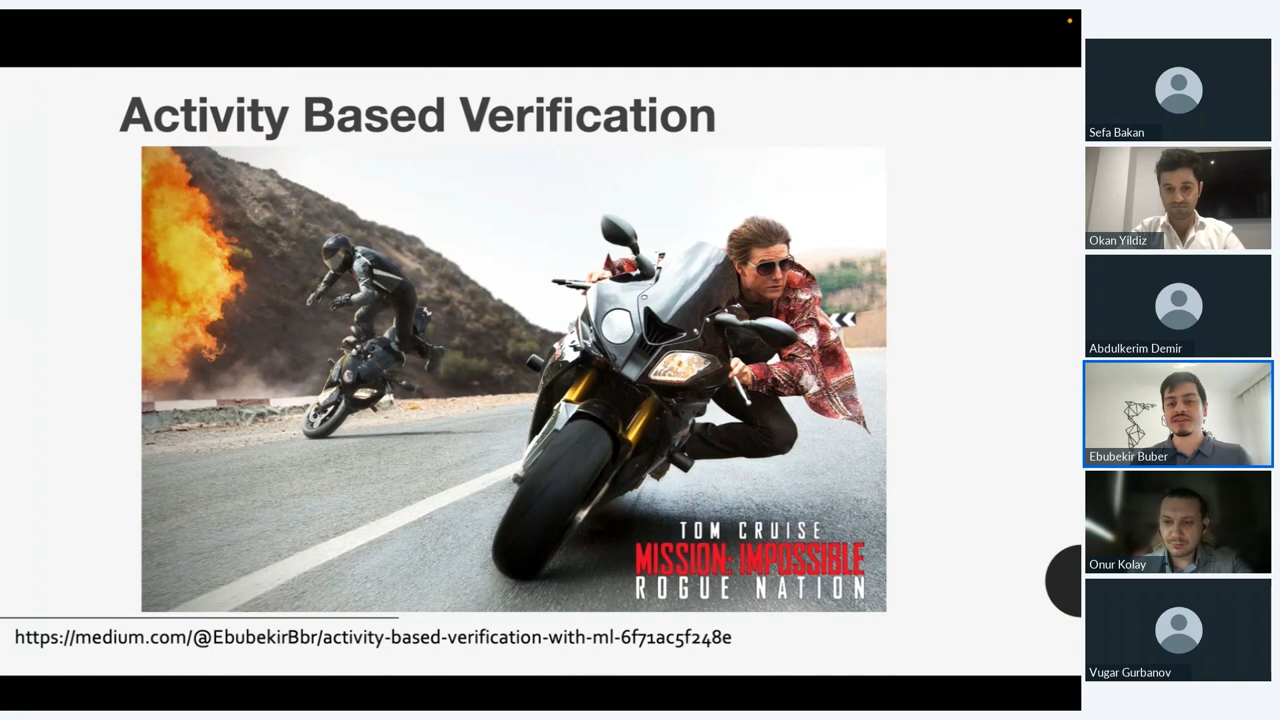 Activity Based Verification
TOM CRUISE
MISSION: IMPOSSIBLE
ROGUE NATION
https://medium.com/@EbubekirBbr/activity-based-verification-with-ml-6f71ac5f248e
Sefa Bakan
Okan Yildiz
Abdulkerim Demir
Ebubekir Buber
Onur Kolay
Vugar Gurbanov